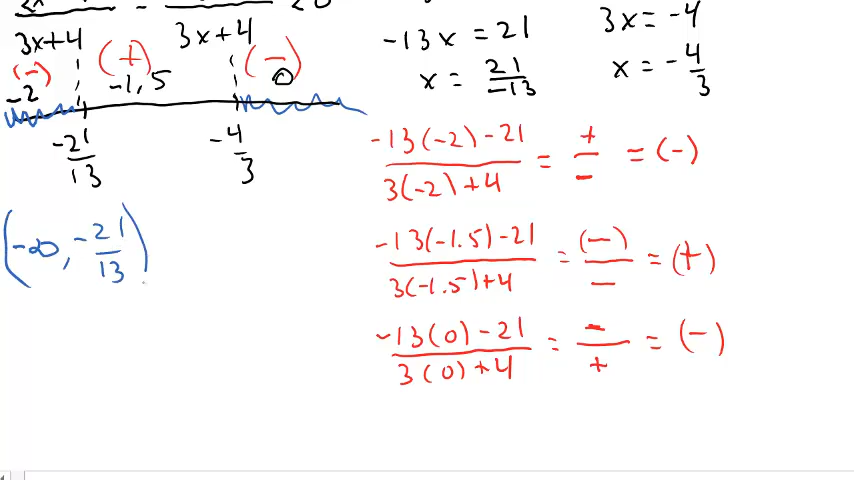 3x+4 3x+4
(-) (+) (-)
-2 -1,5 0
-21/13 -4/3
(-∞, -21/13)
-13x = 21
x = 21/-13
3x = -4
x = -4/3
-13(-2)-21/3(-2)+4 = +/- = (-)
-13(-1.5)-21/3(-1.5)+4 = (-)/- = (+)
-13(0)-21/3(0)+4 = -/+ = (-)